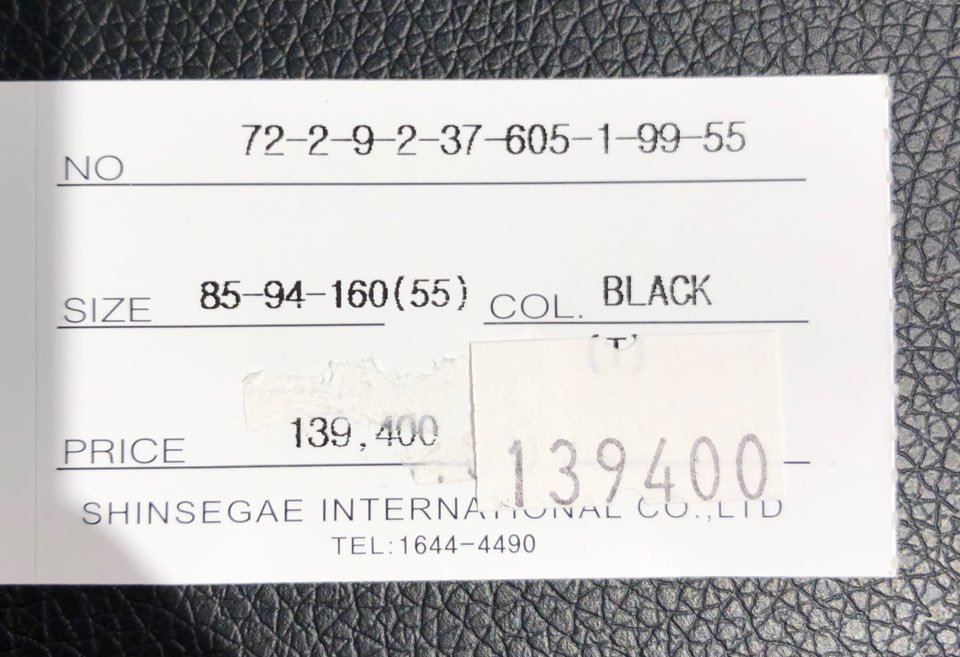 NO 72-2-9-2-37-605-1-99-55
SIZE 85-94-160(55) COL. BLACK
(T)
PRICE 139,400 139400
SHINSEGAE INTERNATIONAL CO.,LTD
TEL:1644-4490